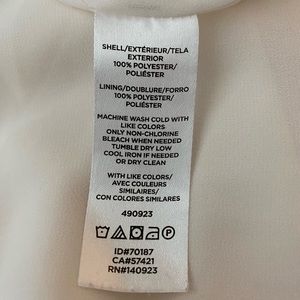 SHELL/EXTÉRIEUR/TELA
EXTERIOR
100% POLYESTER/
POLIÉSTER
LINING/DOUBLURE/FORRO
100% POLYESTER/
POLIÉSTER
MACHINE WASH COLD WITH
LIKE COLORS
ONLY NON-CHLORINE
BLEACH WHEN NEEDED
TUMBLE DRY LOW
COOL IRON IF NEEDED
OR DRY CLEAN
WITH LIKE COLORS/
AVEC COULEURS
SIMILAIRES/
CON COLORES SIMILARES
490923
P
ID#70187
CA#57421
RN#140923